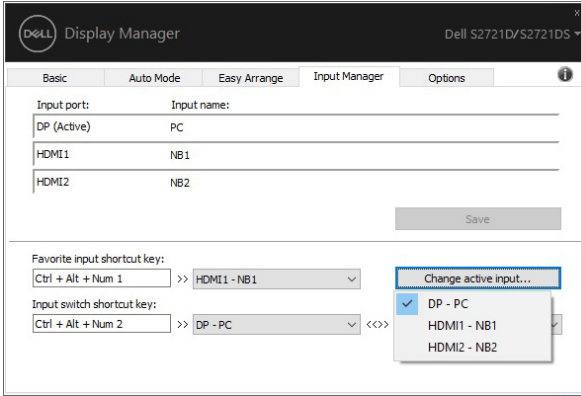 DELL Display Manager
Dell S2721D/S2721DS
Basic Auto Mode Easy Arrange Input Manager Options
Input port: Input name:
DP (Active) PC
HDMI1 NB1
HDMI2 NB2
Save
Favorite input shortcut key:
Ctrl + Alt + Num 1 >> HDMI1 - NB1 Change active input...
Input switch shortcut key:
Ctrl + Alt + Num 2 >> DP - PC <<>>
DP - PC
HDMI1 - NB1
HDMI2 - NB2